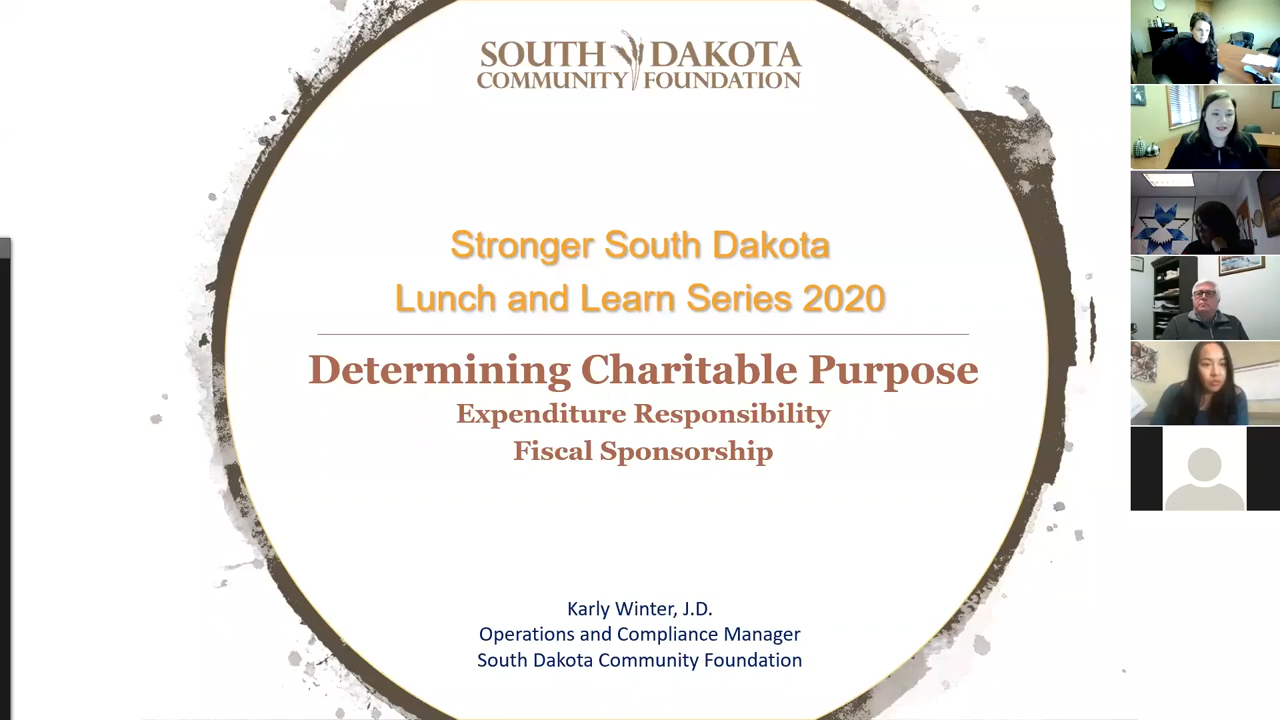 SOUTH DAKOTA
COMMUNITY FOUNDATION
Stronger South Dakota
Lunch and Learn Series 2020
Determining Charitable Purpose
Expenditure Responsibility
Fiscal Sponsorship
Karly Winter, J.D.
Operations and Compliance Manager
South Dakota Community Foundation